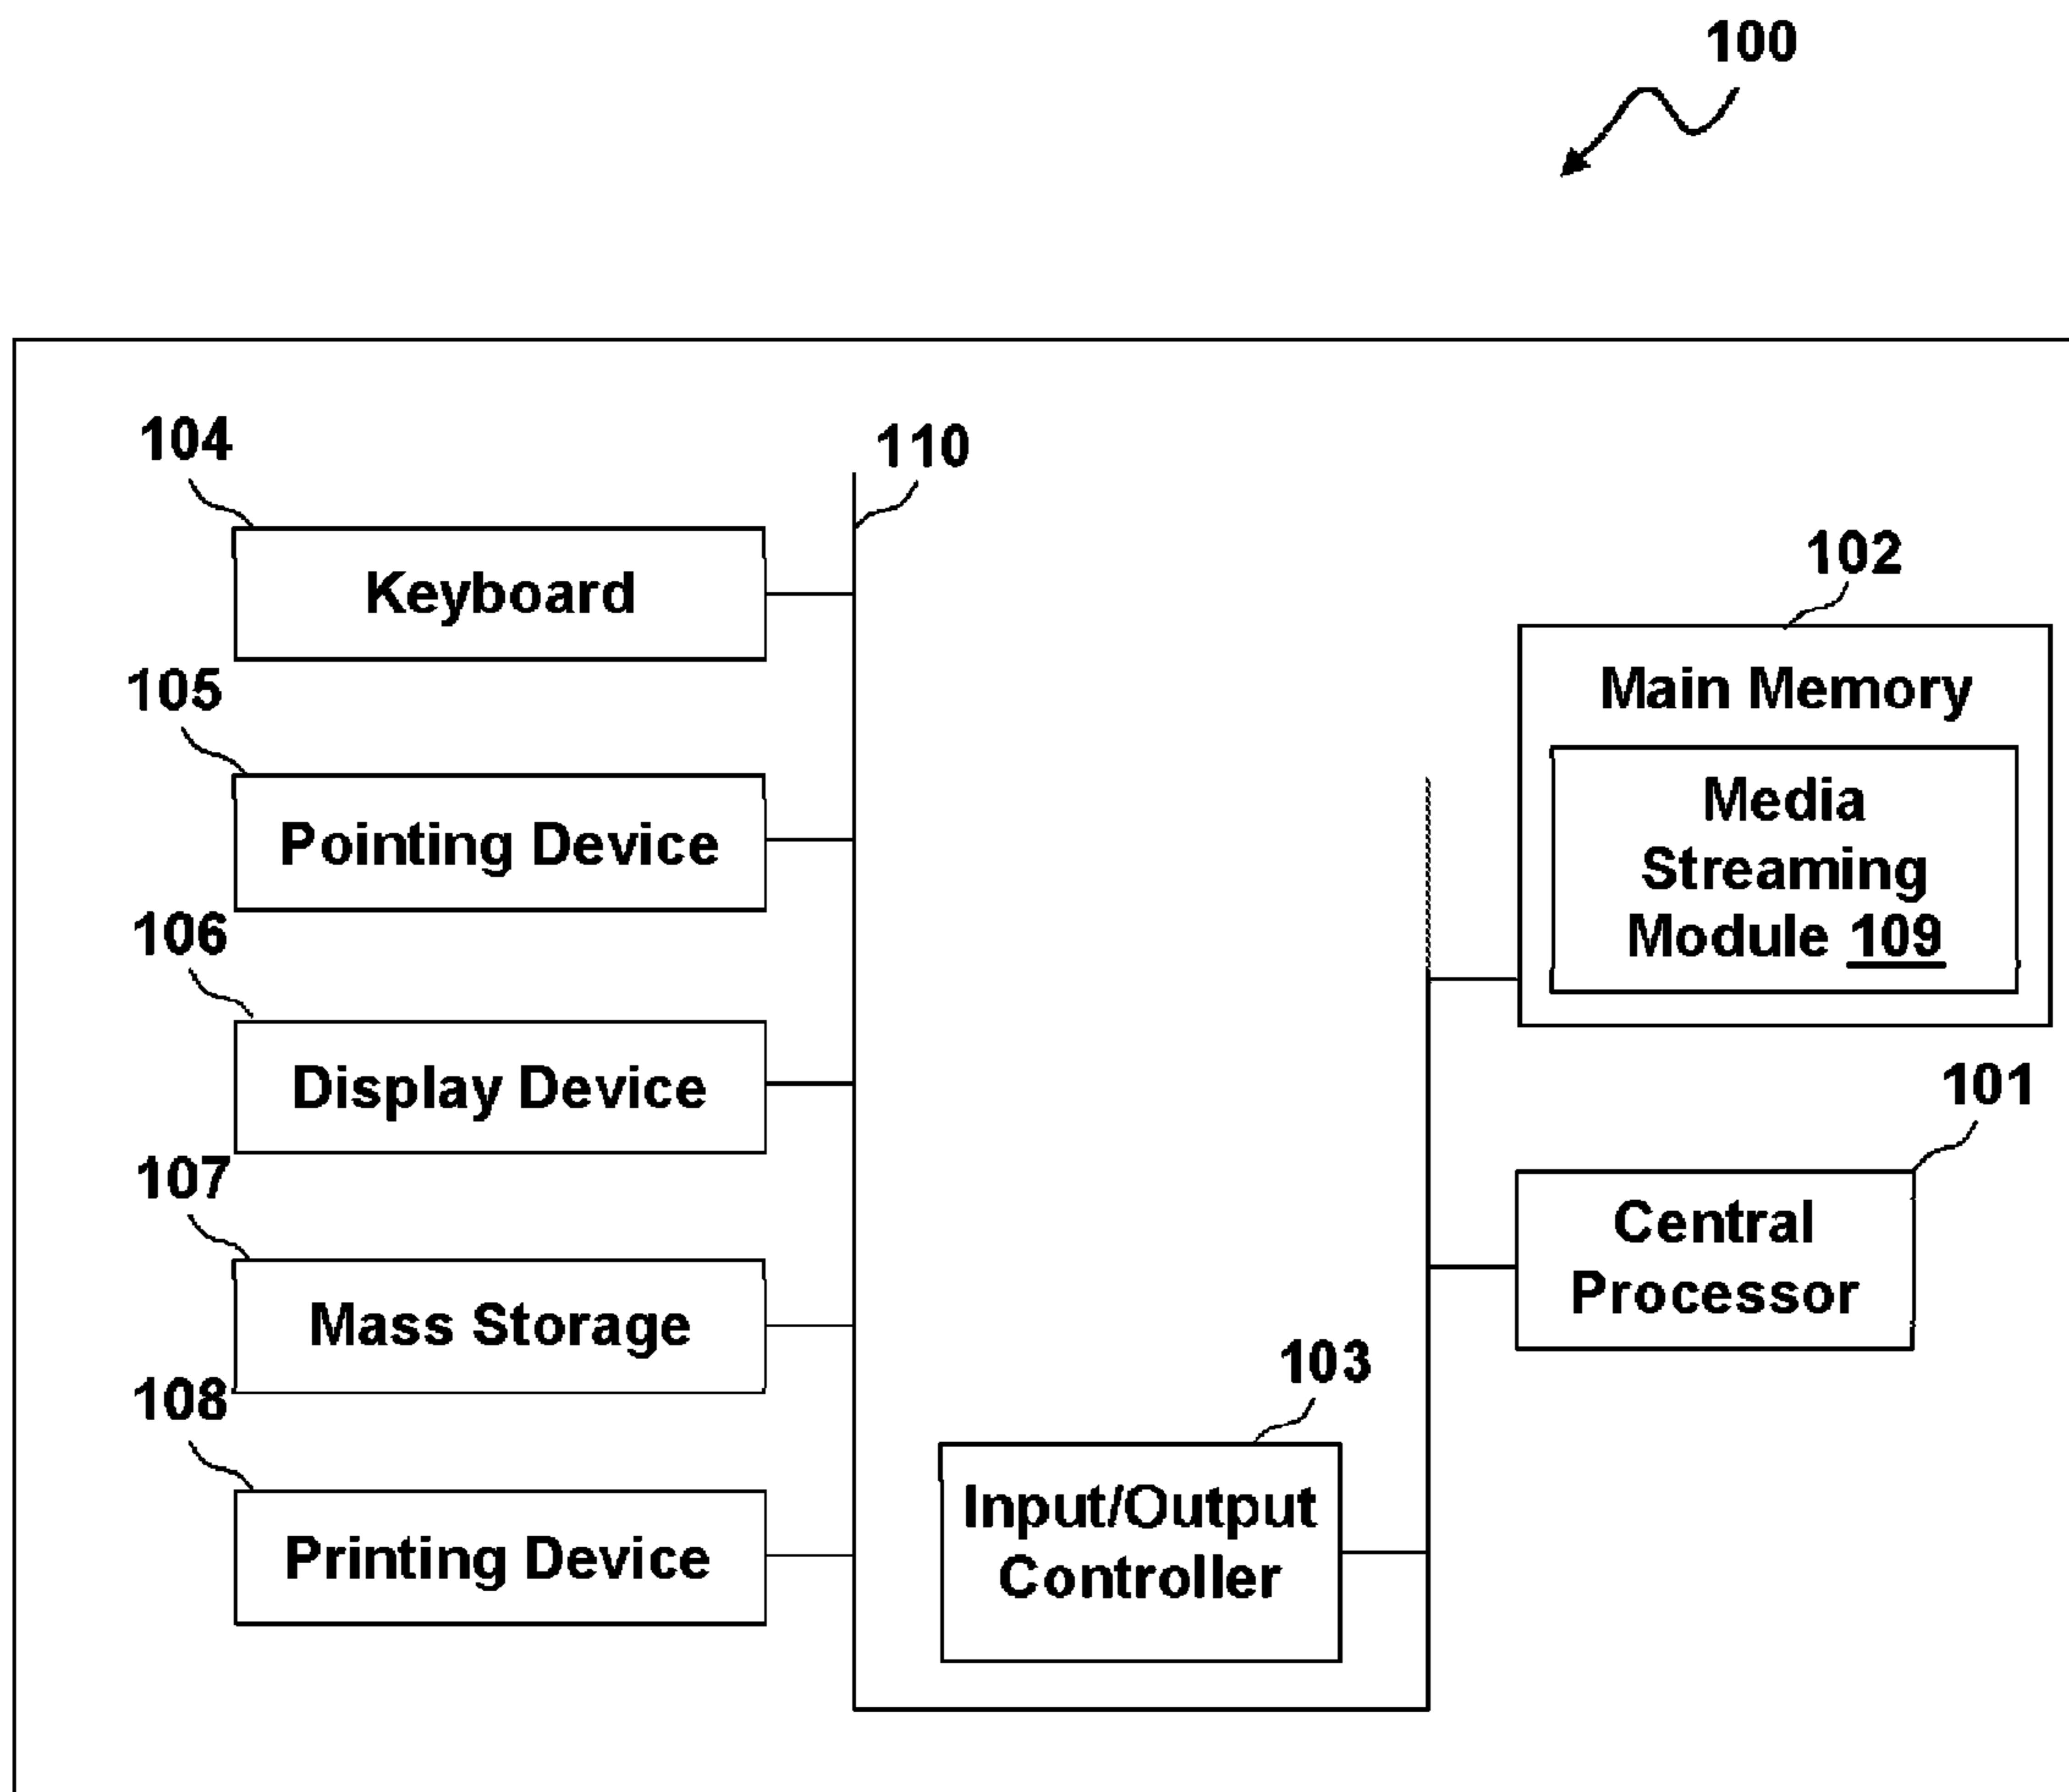 100
104
Keyboard
105
Pointing Device
106
Display Device
107
Mass Storage
108
Printing Device
110
103
Input/Output
Controller
102
Main Memory
Media
Streaming
Module 109
101
Central
Processor